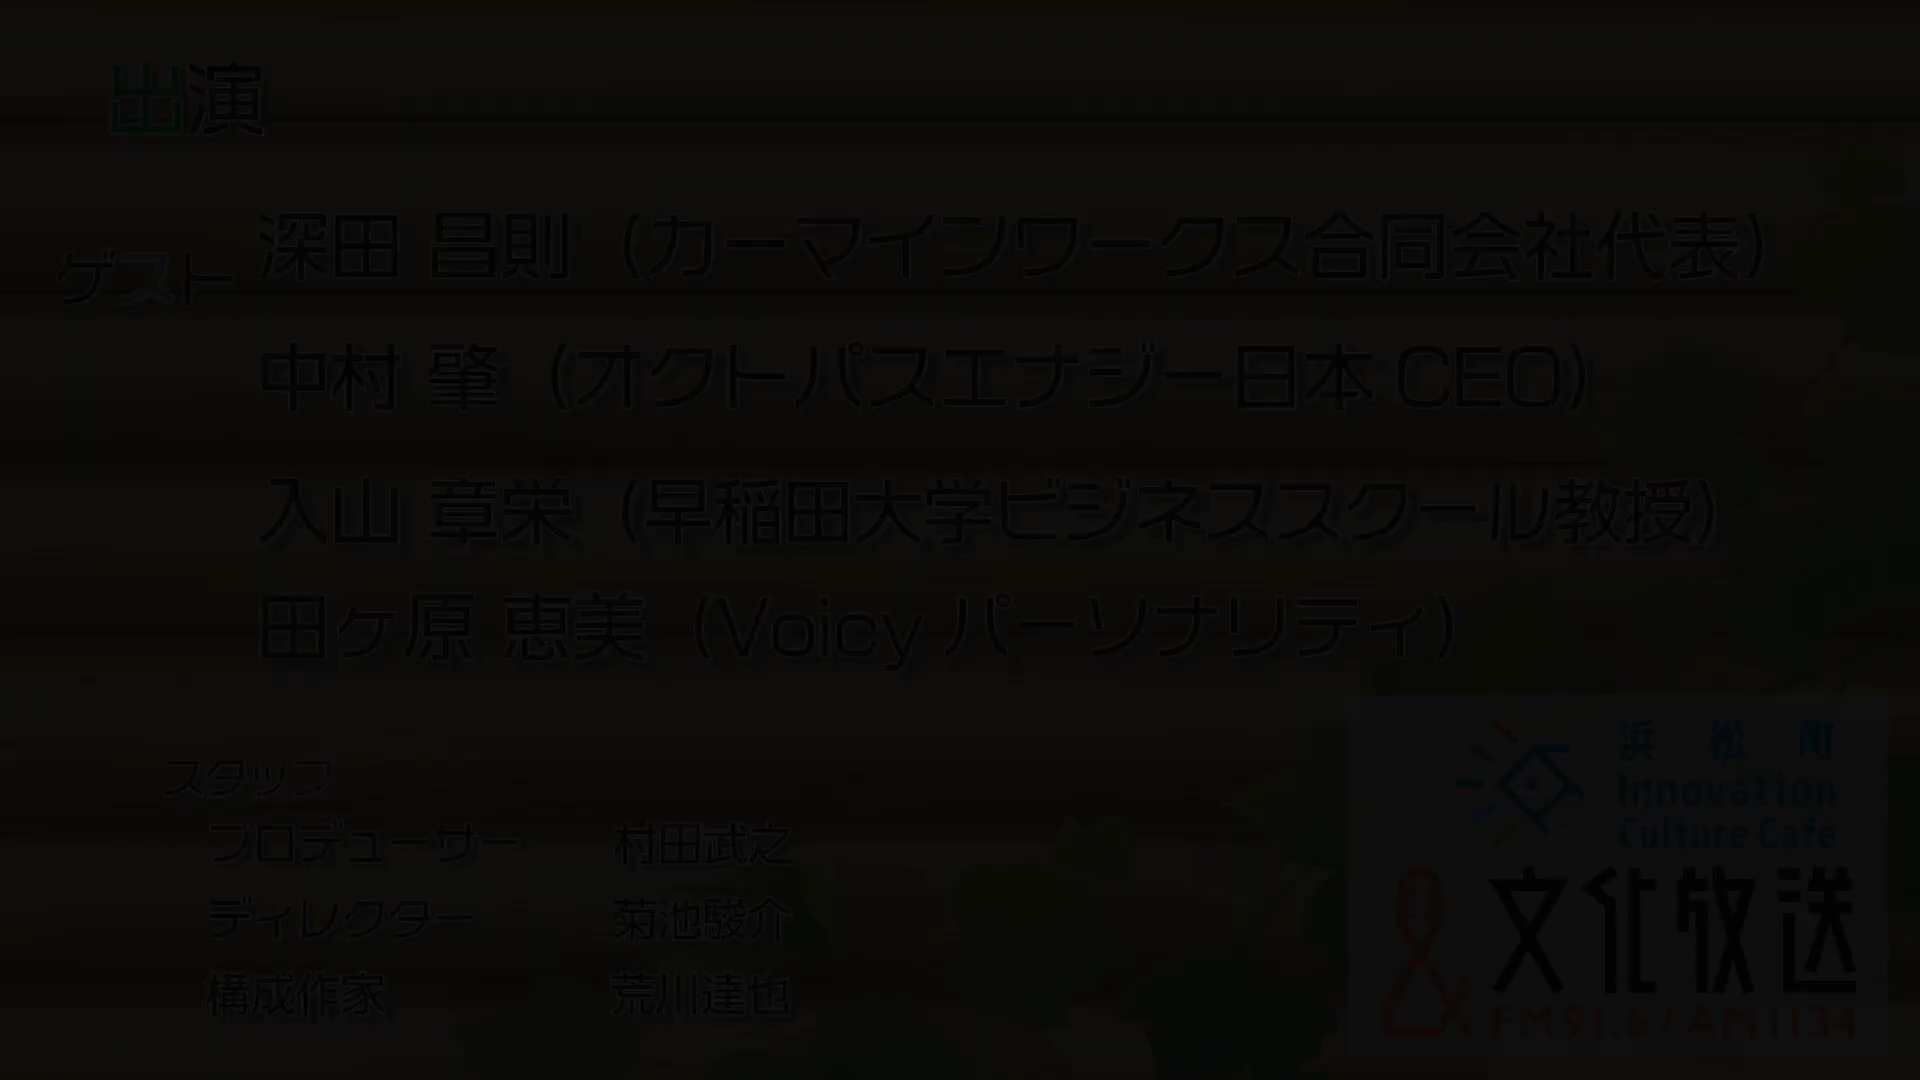 出演
ゲスト
深田 昌則（カーマインワークス合同会社代表）
中村 肇（オクトパスエナジー日本 CEO）
入山 章栄（早稲田大学ビジネススクール教授）
田ヶ原 恵美（Voicy パーソナリティ）
スタッフ
プロデューサー 村田武之
ディレクター 菊池駿介
構成作家 荒川達也
浜松町
Innovation
Culture Cafe
文化放送
FM91.6/AM1134